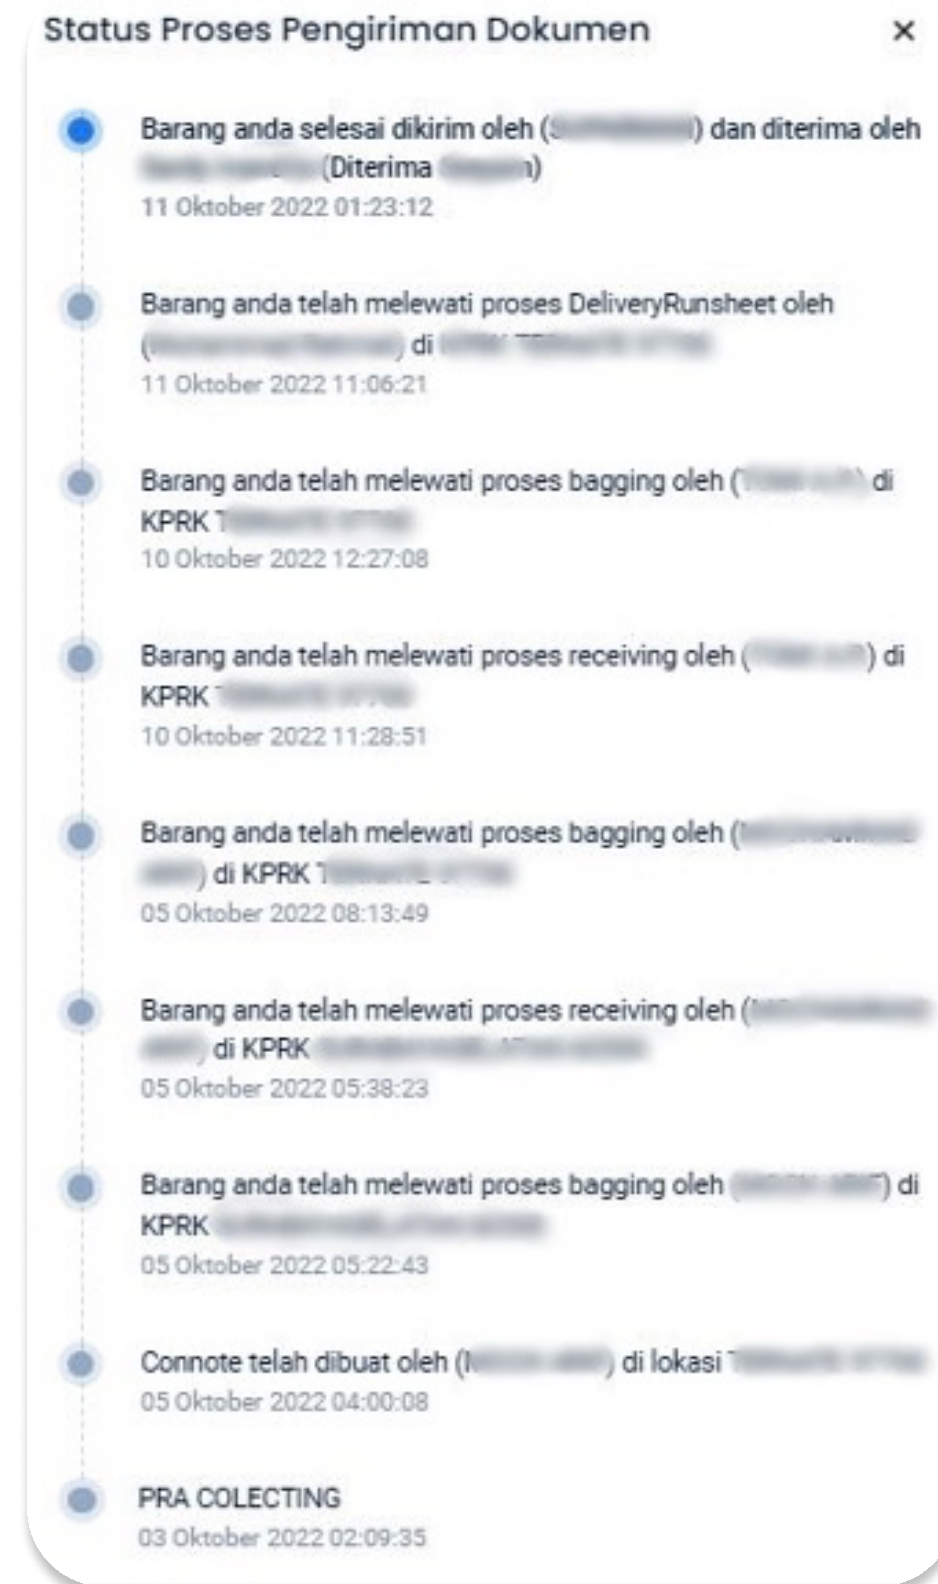 Status Proses Pengiriman Dokumen ×
Barang anda selesai dikirim oleh ( ) dan diterima oleh
(Diterima )
11 Oktober 2022 01:23:12
Barang anda telah melewati proses DeliveryRunsheet oleh
( ) di
11 Oktober 2022 11:06:21
Barang anda telah melewati proses bagging oleh ( ) di
KPRK
10 Oktober 2022 12:27:08
Barang anda telah melewati proses receiving oleh ( ) di
KPRK
10 Oktober 2022 11:28:51
Barang anda telah melewati proses bagging oleh (
) di KPRK
05 Oktober 2022 08:13:49
Barang anda telah melewati proses receiving oleh (
) di KPRK
05 Oktober 2022 05:38:23
Barang anda telah melewati proses bagging oleh ( ) di
KPRK
05 Oktober 2022 05:22:43
Connote telah dibuat oleh ( ) di lokasi
05 Oktober 2022 04:00:08
PRA COLECTING
03 Oktober 2022 02:09:35